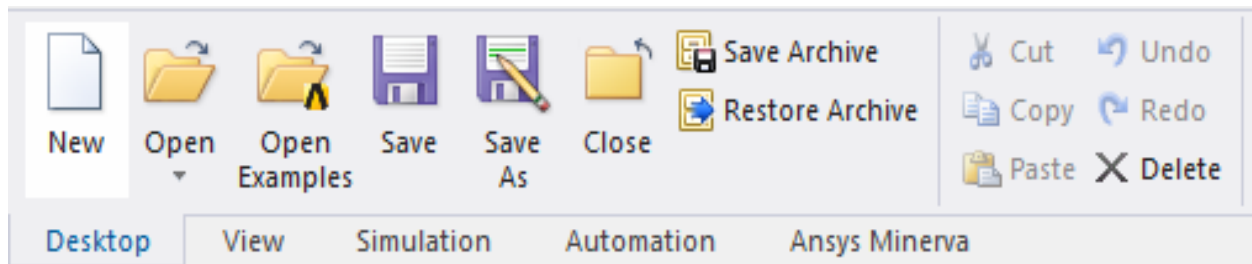 New
Open
Open
Examples
Save
Save
As
Close
Save Archive
Restore Archive
Cut
Copy
Paste
Undo
Redo
Delete
Desktop
View
Simulation
Automation
Ansys Minerva